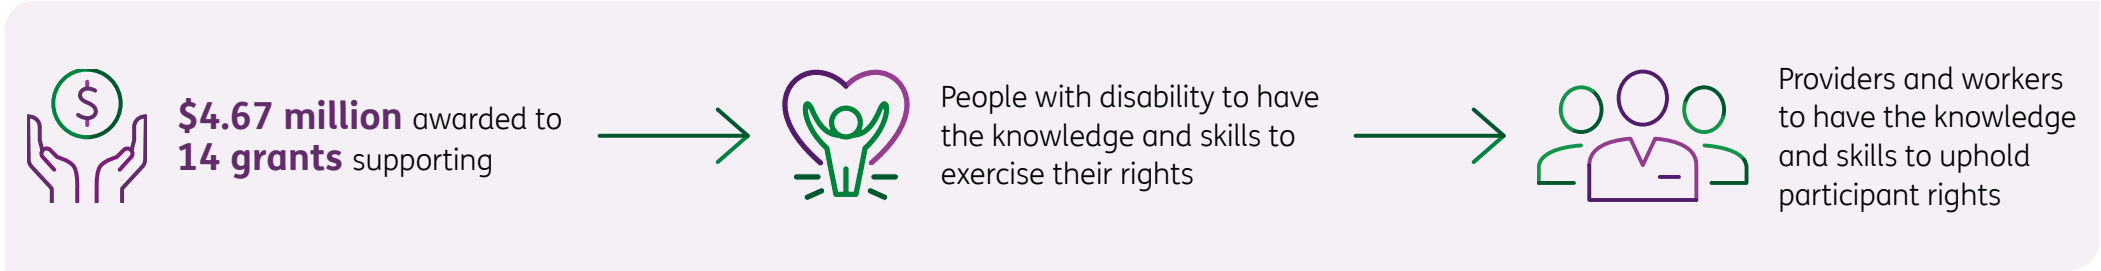 $4.67 million awarded to
14 grants supporting
People with disability to have
the knowledge and skills to
exercise their rights
Providers and workers
to have the knowledge
and skills to uphold
participant rights